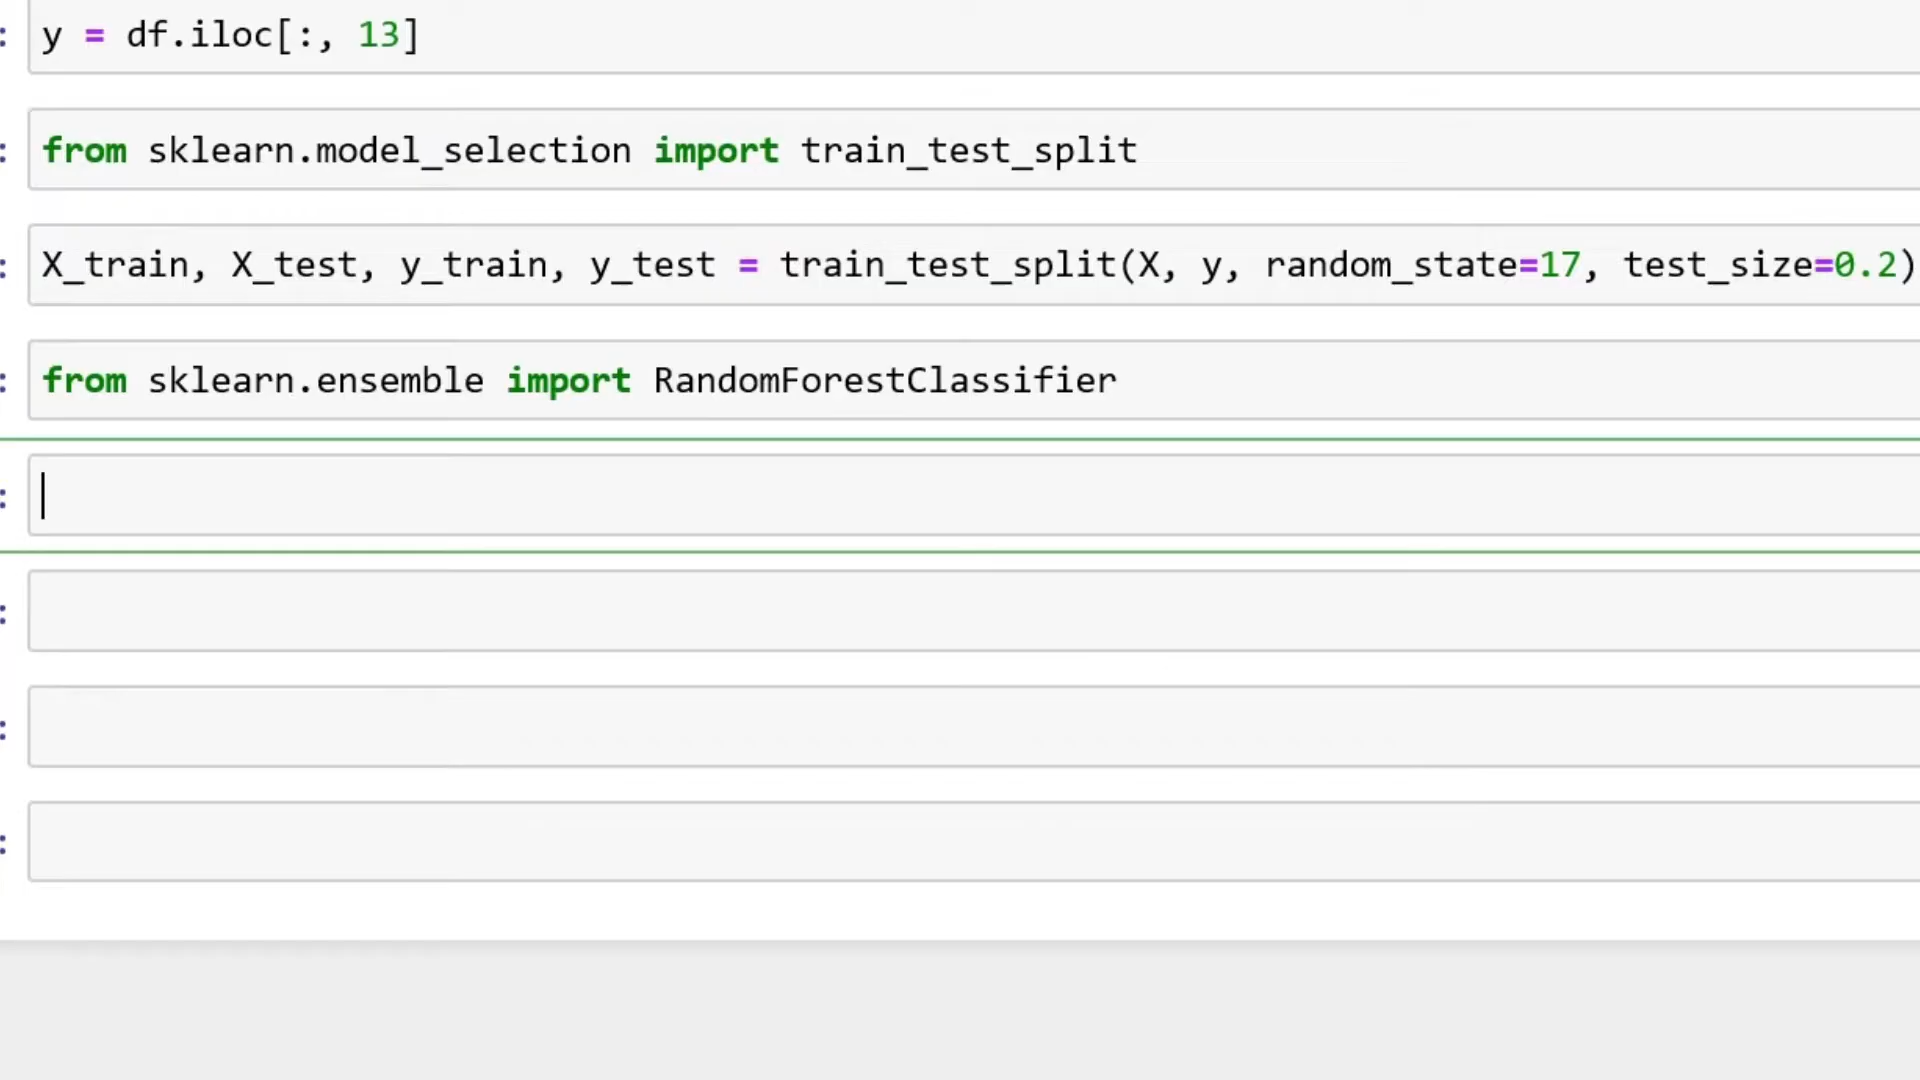 : y = df.iloc[:, 13]
: from sklearn.model_selection import train_test_split
: X_train, X_test, y_train, y_test = train_test_split(X, y, random_state=17, test_size=0.2)
: from sklearn.ensemble import RandomForestClassifier
:
:
:
: